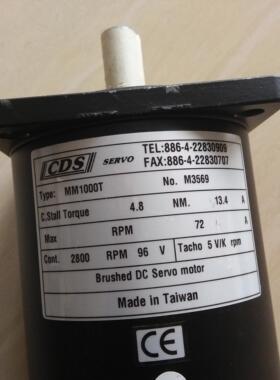 CDS SERVO TEL:886-4-22830909
FAX:886-4-22830707
Type: MM1000T No. M3569
C.Stall Torque 4.8 NM. 13.4 A
Max RPM 72 A
Cont. 2800 RPM 96 V Tacho 5 V/K rpm
Brushed DC Servo motor
Made in Taiwan
CE